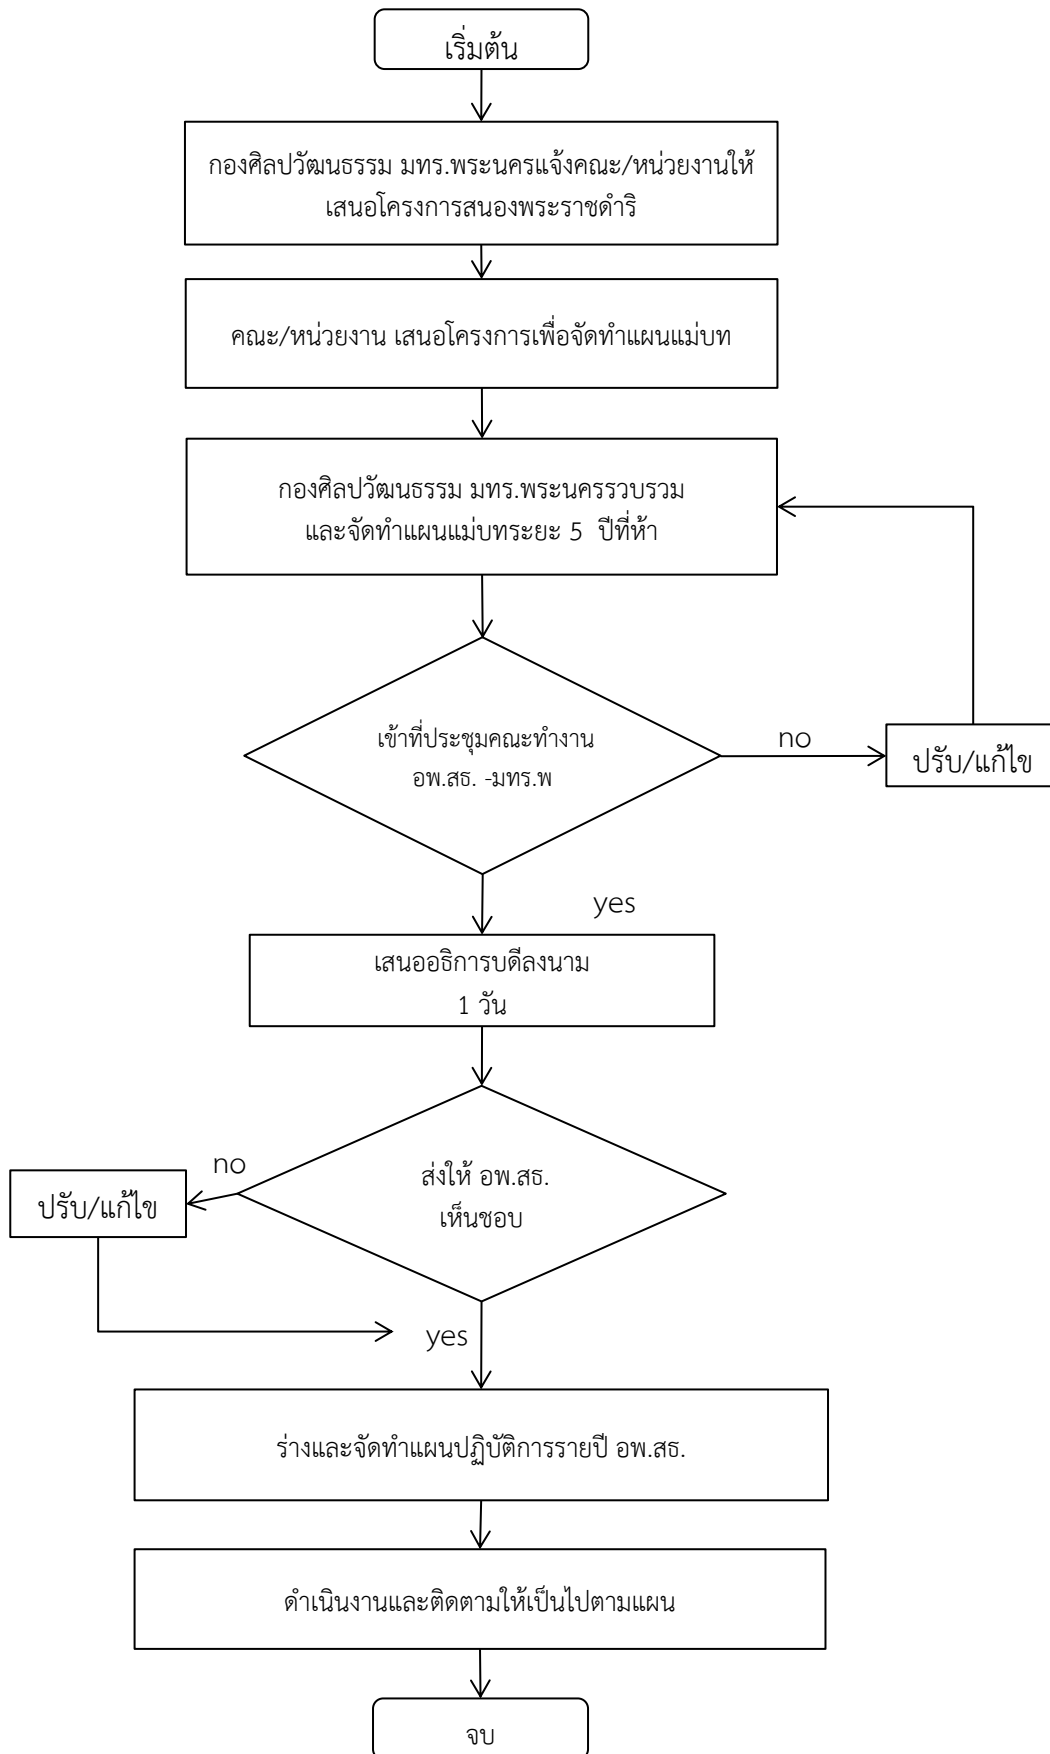 เริ่มต้น
กองศิลปวัฒนธรรม มทร.พระนครแจ้งคณะ/หน่วยงานให้
เสนอโครงการสนองพระราชดำริ
คณะ/หน่วยงาน เสนอโครงการเพื่อจัดทำแผนแม่บท
กองศิลปวัฒนธรรม มทร.พระนครรวบรวม
และจัดทำแผนแม่บทระยะ 5 ปีที่ห้า
เข้าที่ประชุมคณะทำงาน
อพ.สธ. -มทร.พ
no
ปรับ/แก้ไข
yes
เสนออธิการบดีลงนาม
1 วัน
ส่งให้ อพ.สธ.
เห็นชอบ
no
ปรับ/แก้ไข
yes
ร่างและจัดทำแผนปฏิบัติการรายปี อพ.สธ.
ดำเนินงานและติดตามให้เป็นไปตามแผน
จบ